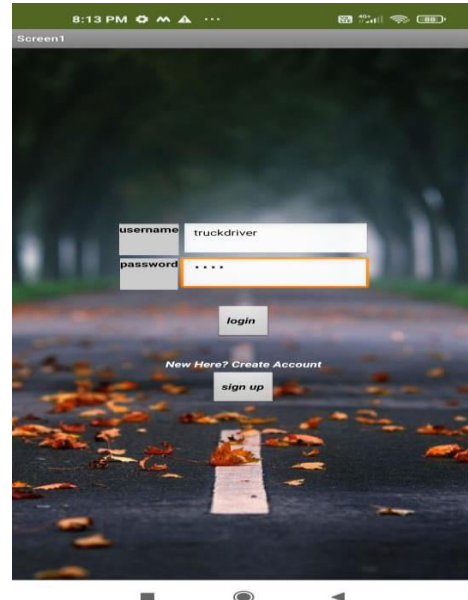 8:13 PM
Screen1
username truckdriver
password ····
login
New Here? Create Account
sign up